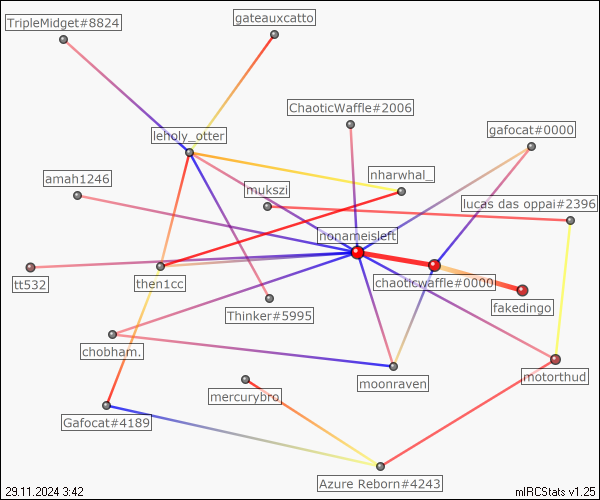 TripleMidget#8824
gateauxcatto
ChaoticWaffle#2006
leholy_otter
gafocat#0000
nharwhal_
amah1246
mukszi
lucas das oppai#2396
nonameisleft
tt532
then1cc
chaoticwaffle#0000
Thinker#5995
fakedingo
chobham.
moonraven
motorthud
mercurybro
Gafocat#4189
Azure Reborn#4243
29.11.2024 3:42
mIRCStats v1.25